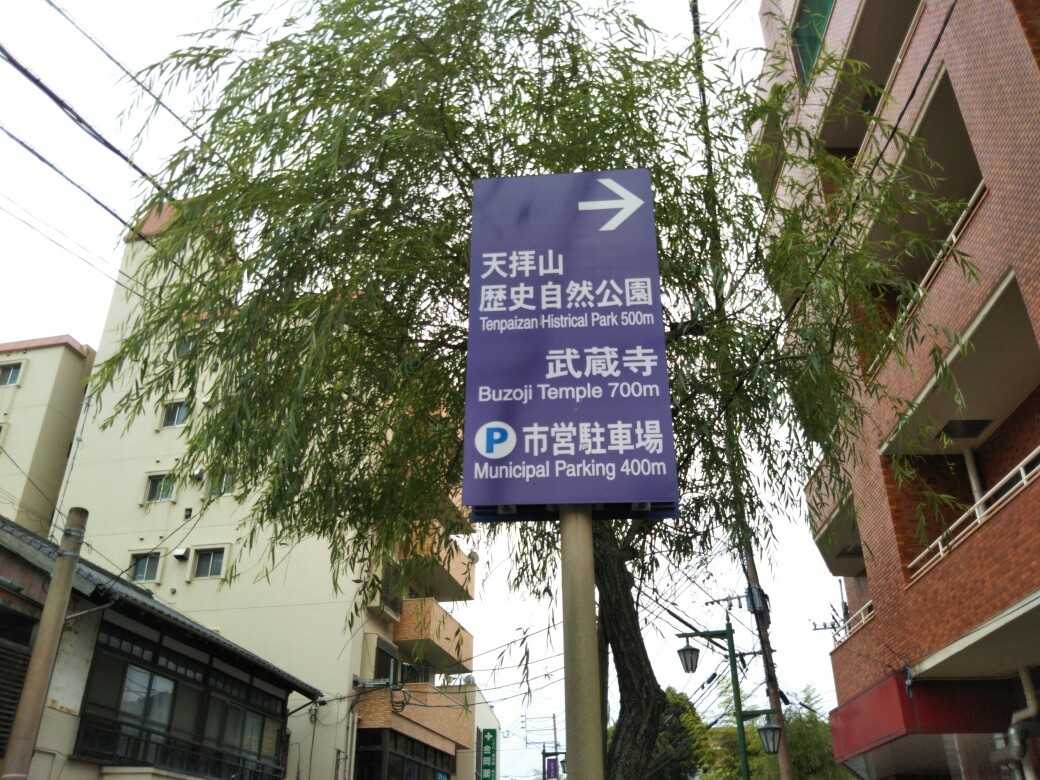 天拝山
歴史自然公園
Tenpaizan Histrical Park 500m
武蔵寺
Buzoji Temple 700m
P 市営駐車場
Municipal Parking 400m